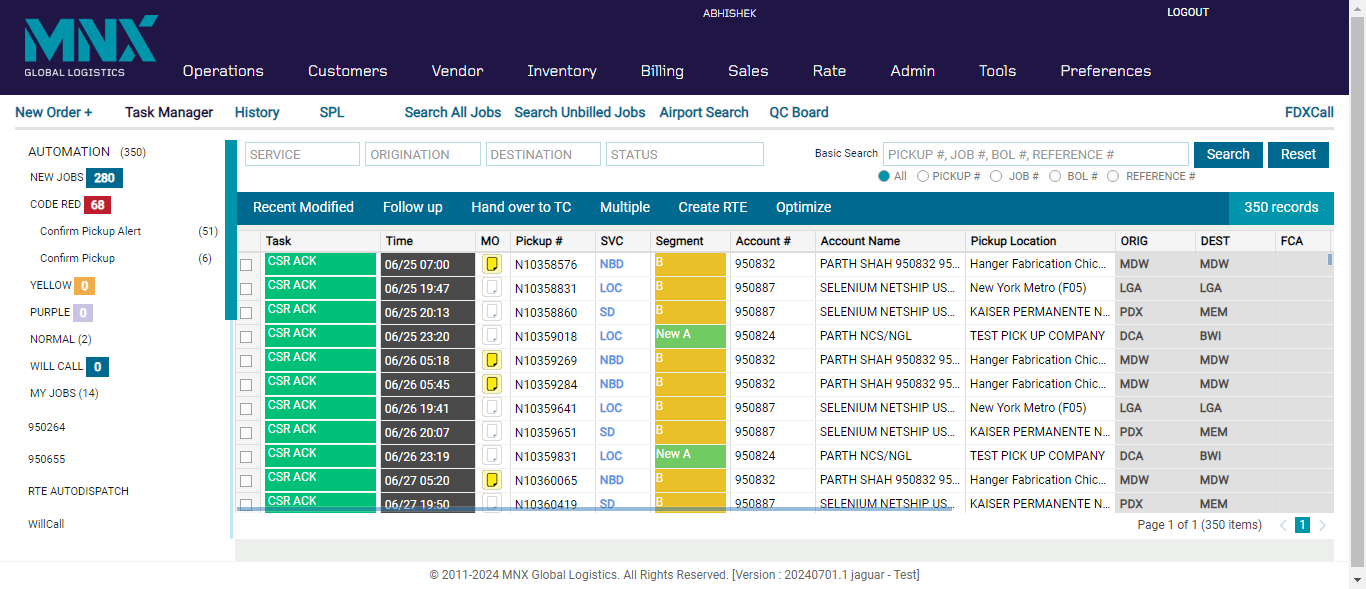 ABHISHEK LOGOUT
MNX
GLOBAL LOGISTICS
Operations Customers Vendor Inventory Billing Sales Rate Admin Tools Preferences
New Order + Task Manager History SPL Search All Jobs Search Unbilled Jobs Airport Search QC Board FDXCall
AUTOMATION (350)
NEW JOBS 280
CODE RED 68
Confirm Pickup Alert (51)
Confirm Pickup (6)
YELLOW 0
PURPLE 0
NORMAL (2)
WILL CALL 0
MY JOBS (14)
950264
950655
RTE AUTODISPATCH
WillCall
SERVICE ORIGINATION DESTINATION STATUS Basic Search PICKUP #, JOB #, BOL #, REFERENCE # Search Reset
All PICKUP # JOB # BOL # REFERENCE #
Recent Modified Follow up Hand over to TC Multiple Create RTE Optimize 350 records
Task Time MO Pickup # SVC Segment Account # Account Name Pickup Location ORIG DEST FCA
CSR ACK 06/25 07:00 N10358576 NBD B 950832 PARTH SHAH 950832 95... Hanger Fabrication Chic... MDW MDW
CSR ACK 06/25 19:47 N10358831 LOC B 950887 SELENIUM NETSHIP US... New York Metro (F05) LGA LGA
CSR ACK 06/25 20:13 N10358860 SD B 950887 SELENIUM NETSHIP US... KAISER PERMANENTE N... PDX MEM
CSR ACK 06/25 23:20 N10359018 LOC New A 950824 PARTH NCS/NGL TEST PICK UP COMPANY DCA BWI
CSR ACK 06/26 05:18 N10359269 NBD B 950832 PARTH SHAH 950832 95... Hanger Fabrication Chic... MDW MDW
CSR ACK 06/26 05:45 N10359284 NBD B 950832 PARTH SHAH 950832 95... Hanger Fabrication Chic... MDW MDW
CSR ACK 06/26 19:41 N10359641 LOC B 950887 SELENIUM NETSHIP US... New York Metro (F05) LGA LGA
CSR ACK 06/26 20:07 N10359651 SD B 950887 SELENIUM NETSHIP US... KAISER PERMANENTE N... PDX MEM
CSR ACK 06/26 23:19 N10359831 LOC New A 950824 PARTH NCS/NGL TEST PICK UP COMPANY DCA BWI
CSR ACK 06/27 05:20 N10360065 NBD B 950832 PARTH SHAH 950832 95... Hanger Fabrication Chic... MDW MDW
CSR ACK 06/27 19:50 N10360419 SD B 950887 SELENIUM NETSHIP US... KAISER PERMANENTE N... PDX MEM
Page 1 of 1 (350 items) 1
© 2011-2024 MNX Global Logistics. All Rights Reserved. [Version : 20240701.1 jaguar - Test]